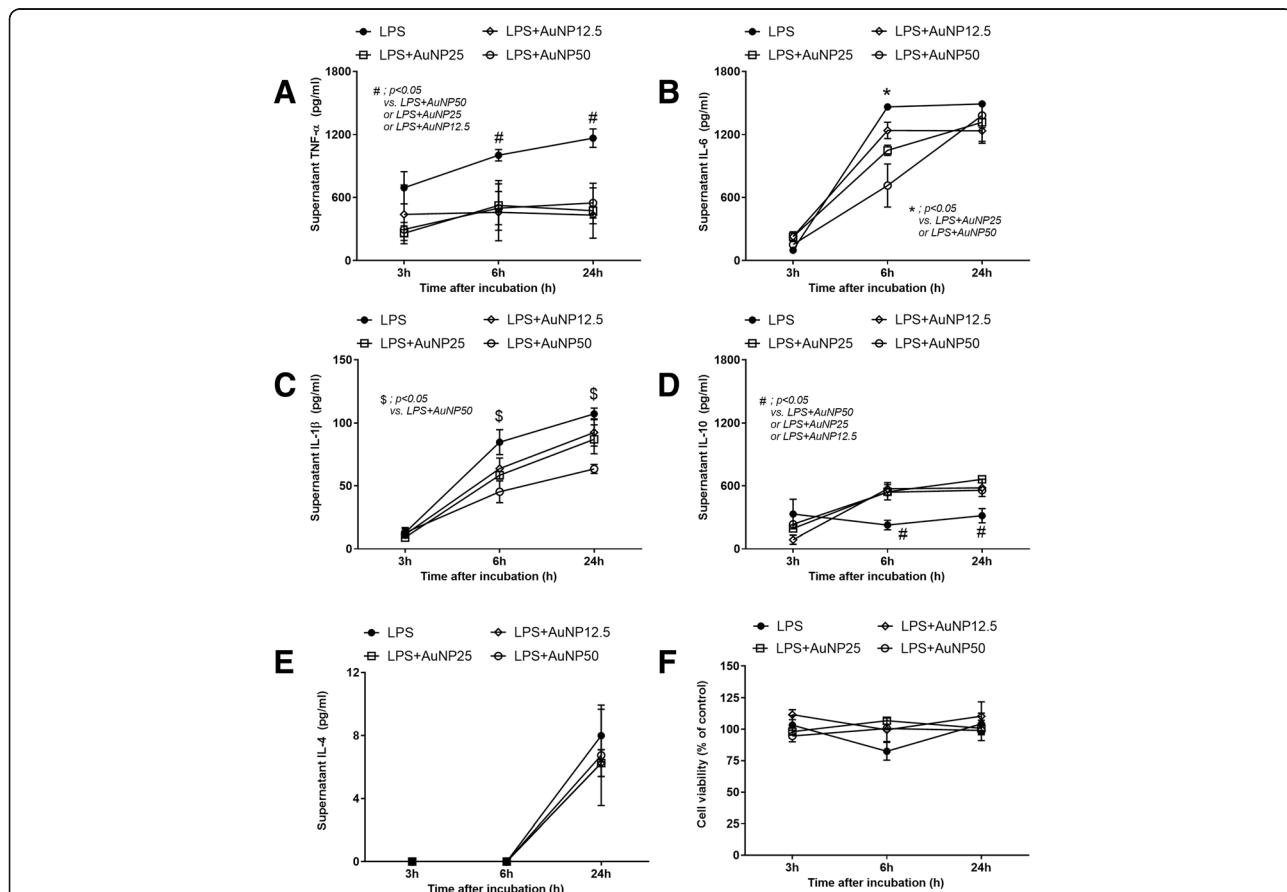 LPS
LPS+AuNP12.5
LPS+AuNP25
LPS+AuNP50
A
Supernatant TNF-α (pg/ml)
1800
1200
600
0
# ; p<0.05
vs. LPS+AuNP50
or LPS+AuNP25
or LPS+AuNP12.5
#
#
3h
6h
24h
Time after incubation (h)
LPS
LPS+AuNP12.5
LPS+AuNP25
LPS+AuNP50
B
Supernatant IL-6 (pg/ml)
1800
1200
600
0
*
* ; p<0.05
vs. LPS+AuNP25
or LPS+AuNP50
3h
6h
24h
Time after incubation (h)
LPS
LPS+AuNP12.5
LPS+AuNP25
LPS+AuNP50
C
Supernatant IL-1β (pg/ml)
150
100
50
0
$ ; p<0.05
vs. LPS+AuNP50
$
$
3h
6h
24h
Time after incubation (h)
LPS
LPS+AuNP12.5
LPS+AuNP25
LPS+AuNP50
D
Supernatant IL-10 (pg/ml)
1800
1200
600
0
# ; p<0.05
vs. LPS+AuNP50
or LPS+AuNP25
or LPS+AuNP12.5
#
#
3h
6h
24h
Time after incubation (h)
LPS
LPS+AuNP12.5
LPS+AuNP25
LPS+AuNP50
E
Supernatant IL-4 (pg/ml)
12
8
4
0
3h
6h
24h
Time after incubation (h)
LPS
LPS+AuNP12.5
LPS+AuNP25
LPS+AuNP50
F
Cell viability (% of control)
150
125
100
75
50
25
0
3h
6h
24h
Time after incubation (h)